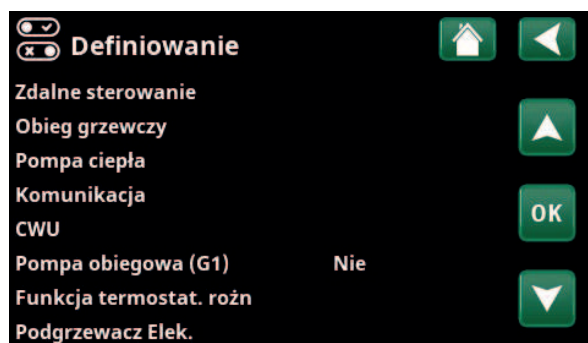 Definiowanie
Zdalne sterowanie
Obieg grzewczy
Pompa ciepła
Komunikacja
OK
CWU
Pompa obiegowa (G1) Nie
Funkcja termostat. rożn
Podgrzewacz Elek.